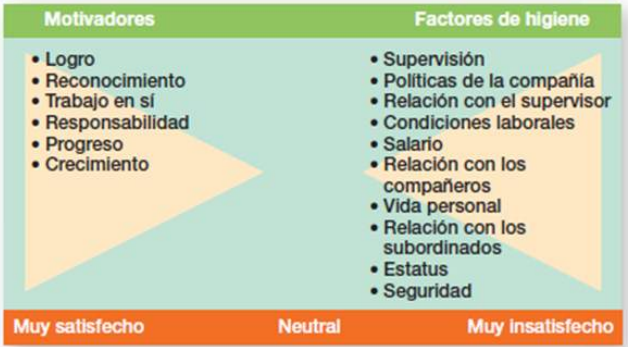 Motivadores
Factores de higiene
• Logro
• Reconocimiento
• Trabajo en sí
• Responsabilidad
• Progreso
• Crecimiento
• Supervisión
• Políticas de la compañía
• Relación con el supervisor
• Condiciones laborales
• Salario
• Relación con los
compañeros
• Vida personal
• Relación con los
subordinados
• Estatus
• Seguridad
Muy satisfecho
Neutral
Muy insatisfecho